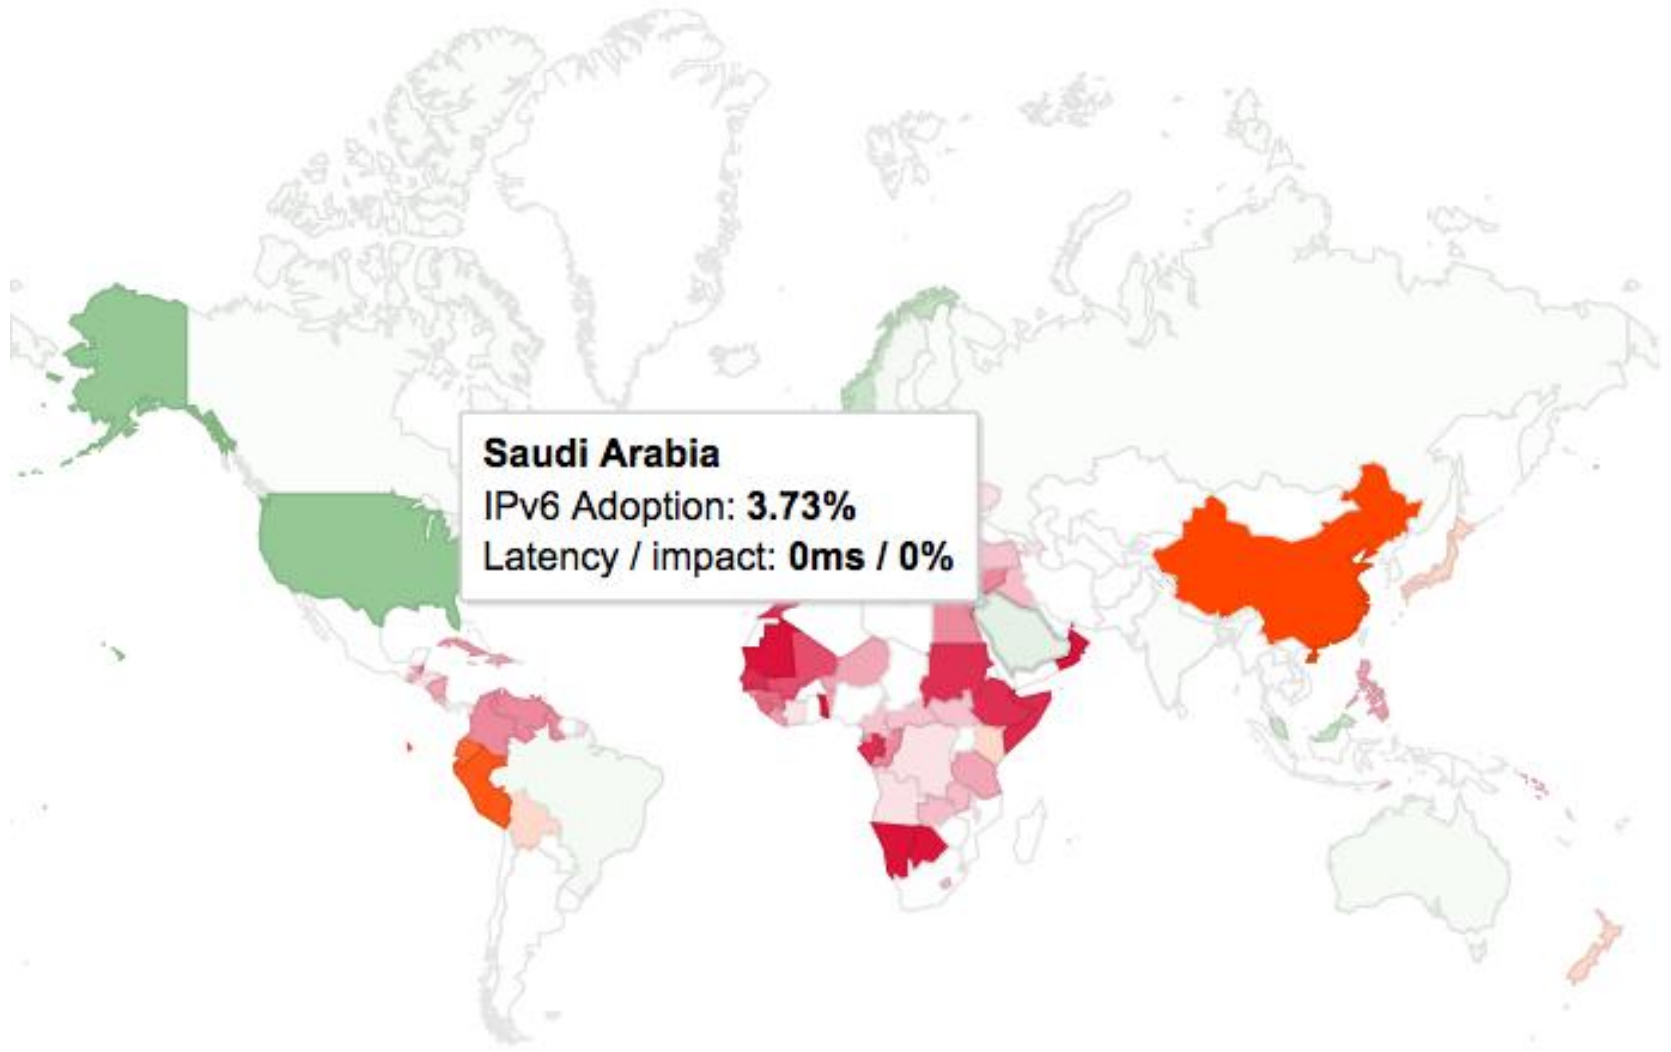 Saudi Arabia
IPv6 Adoption: 3.73%
Latency / impact: 0ms / 0%